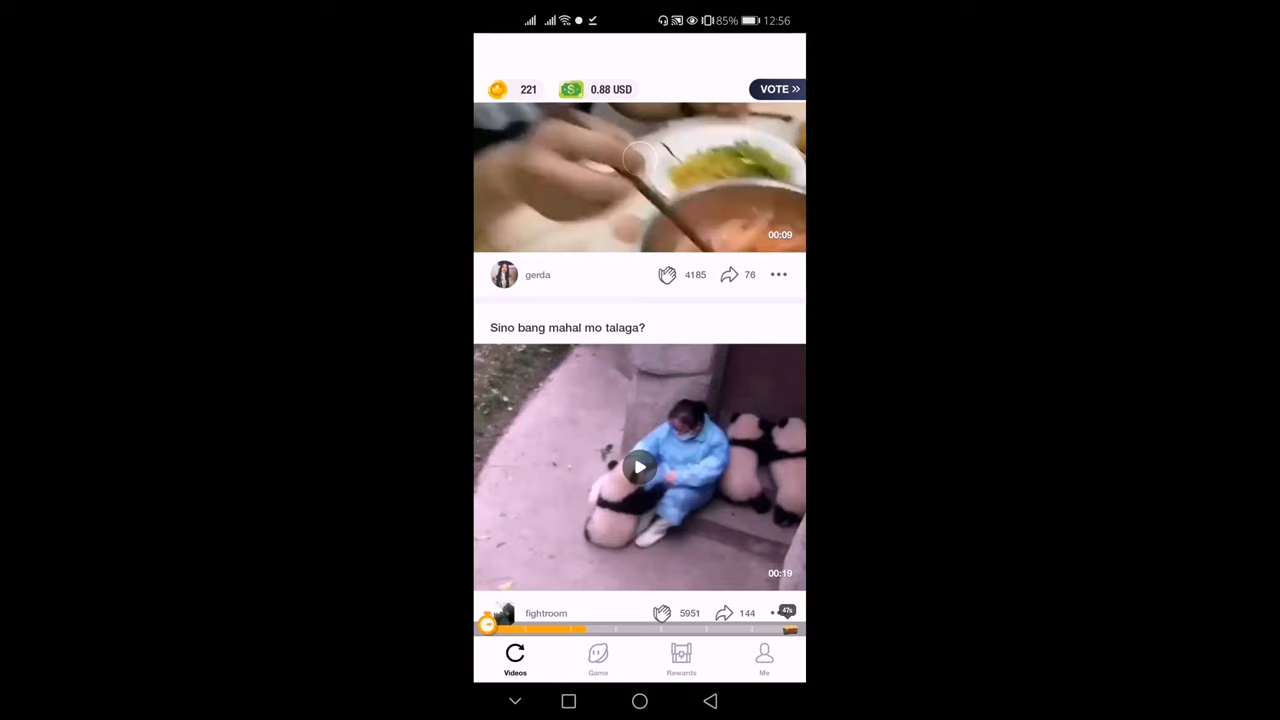 85% 12:56
221 0.88 USD VOTE »
00:09
gerda 4185 76
Sino bang mahal mo talaga?
00:19
fightroom 5951 144 47s
Videos Game Rewards Me